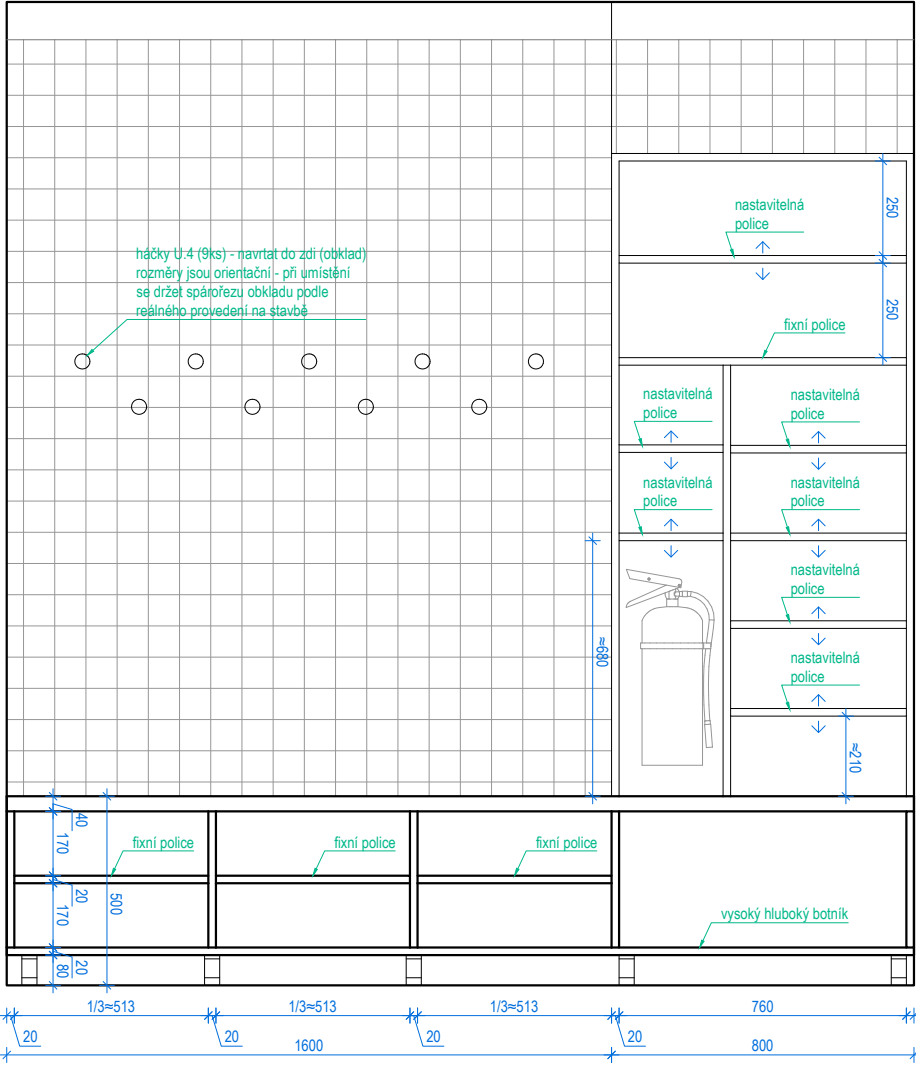 nastavitelná
police
250
háčky U.4 (9ks) - navrtat do zdi (obklad)
rozměry jsou orientační - při umístění
se držet spárořezu obkladu podle
reálného provedení na stavbě
250
fixní police
nastavitelná
police
nastavitelná
police
nastavitelná
police
nastavitelná
police
nastavitelná
police
≈680
nastavitelná
police
≈210
40
170
fixní police
fixní police
fixní police
20
170
500
vysoký hluboký botník
20
80
1/3≈513
1/3≈513
1/3≈513
760
20
20
20
20
1600
800